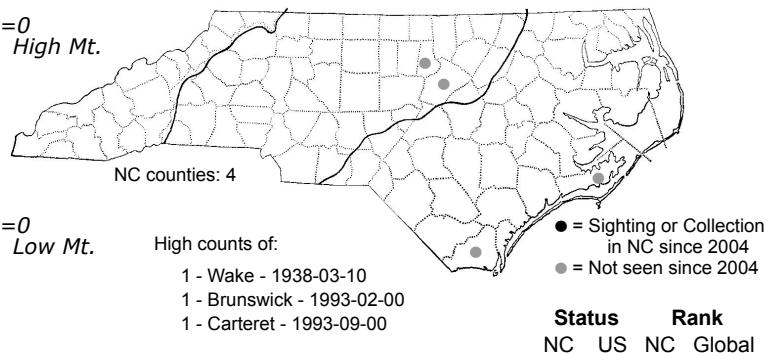 =0
High Mt.
NC counties: 4
=0
Low Mt.
High counts of:
1 - Wake - 1938-03-10
1 - Brunswick - 1993-02-00
1 - Carteret - 1993-09-00
● = Sighting or Collection
in NC since 2004
● = Not seen since 2004
Status Rank
NC US NC Global